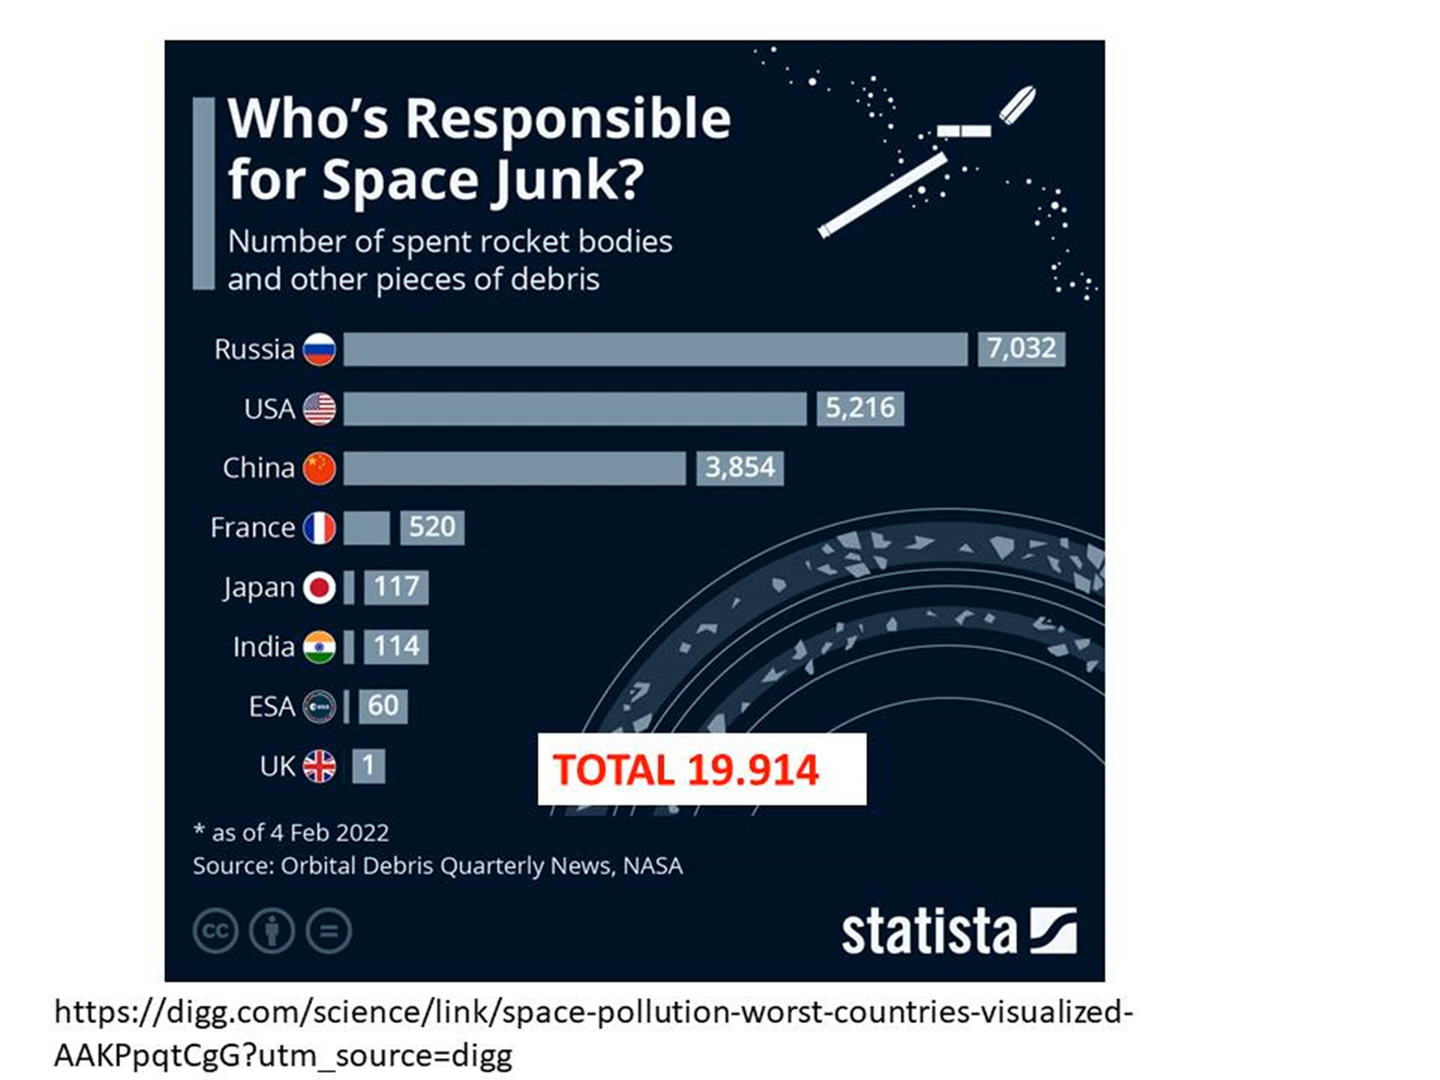 Who's Responsible
for Space Junk?
Number of spent rocket bodies
and other pieces of debris
Russia 7,032
USA 5,216
China 3,854
France 520
Japan 117
India 114
ESA 60
UK 1
TOTAL 19.914
* as of 4 Feb 2022
Source: Orbital Debris Quarterly News, NASA
cc
statista
https://digg.com/science/link/space-pollution-worst-countries-visualized-
AAKPpqtCgG?utm_source=digg